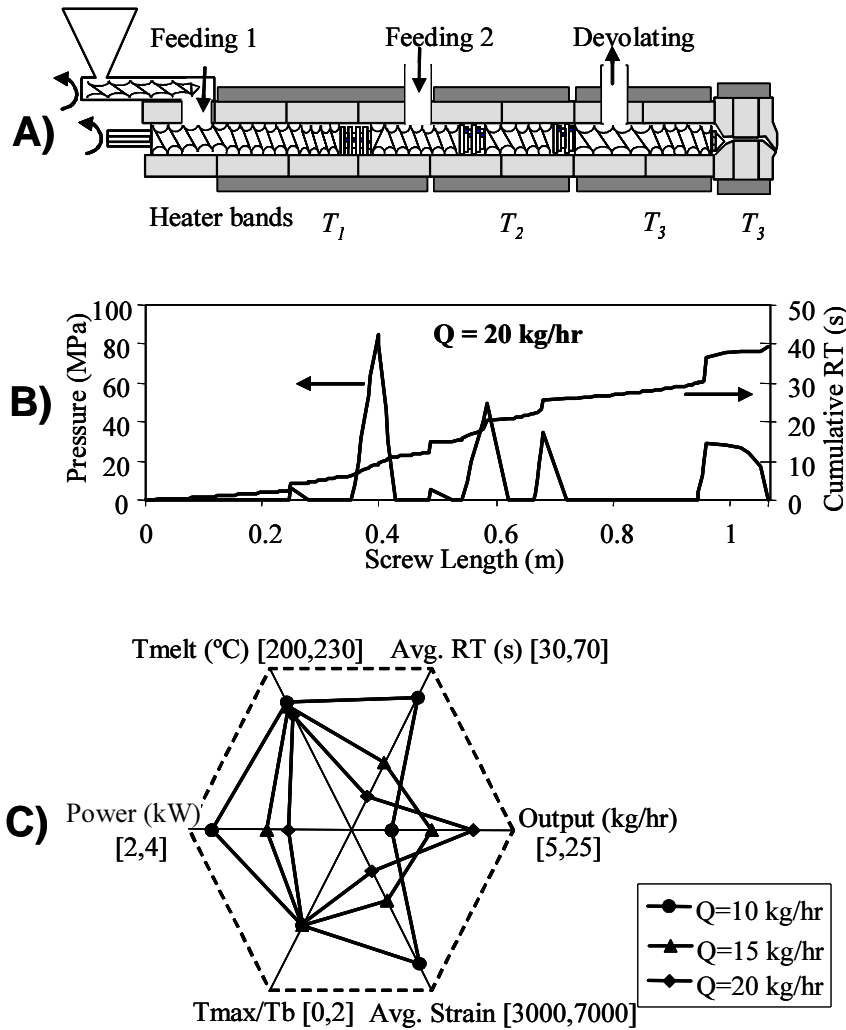 Feeding 1
Feeding 2
Devolating
A)
Heater bands
T1
T2
T3
T3
B)
Pressure (MPa)
100
80
60
40
20
0
Q = 20 kg/hr
50
40
30
20
10
0
Cumulative RT (s)
0
0.2
0.4
0.6
0.8
1
Screw Length (m)
C)
Tmelt (ºC) [200,230]
Avg. RT (s) [30,70]
Power (kW)
[2,4]
Output (kg/hr)
[5,25]
Tmax/Tb [0,2]
Avg. Strain [3000,7000]
Q=10 kg/hr
Q=15 kg/hr
Q=20 kg/hr